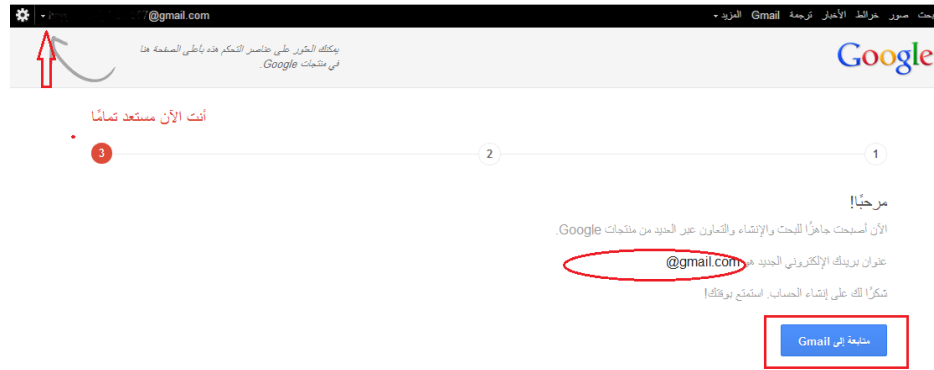 بحث صور خرائط الأخبار ترجمة Gmail المزيد
7@gmail.com
Google
يمكنك العثور على عناصر التحكم هذه بأعلى الصفحة هنا
في منتجات Google.
أنت الآن مستعد تمامًا
1
2
3
مرحبًا!
الآن أصبحت جاهزًا للبحث والإنشاء والتعاون عبر العديد من منتجات Google.
عنوان بريدك الإلكتروني الجديد هو @gmail.com
شكرًا لك على إنشاء الحساب. استمتع بوقتك!
متابعة إلى Gmail